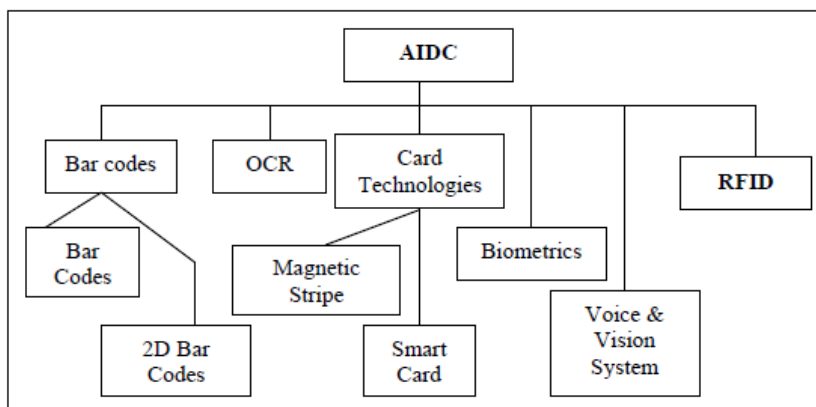 AIDC
Bar codes
OCR
Card
Technologies
RFID
Bar
Codes
Magnetic
Stripe
Biometrics
2D Bar
Codes
Smart
Card
Voice &
Vision
System